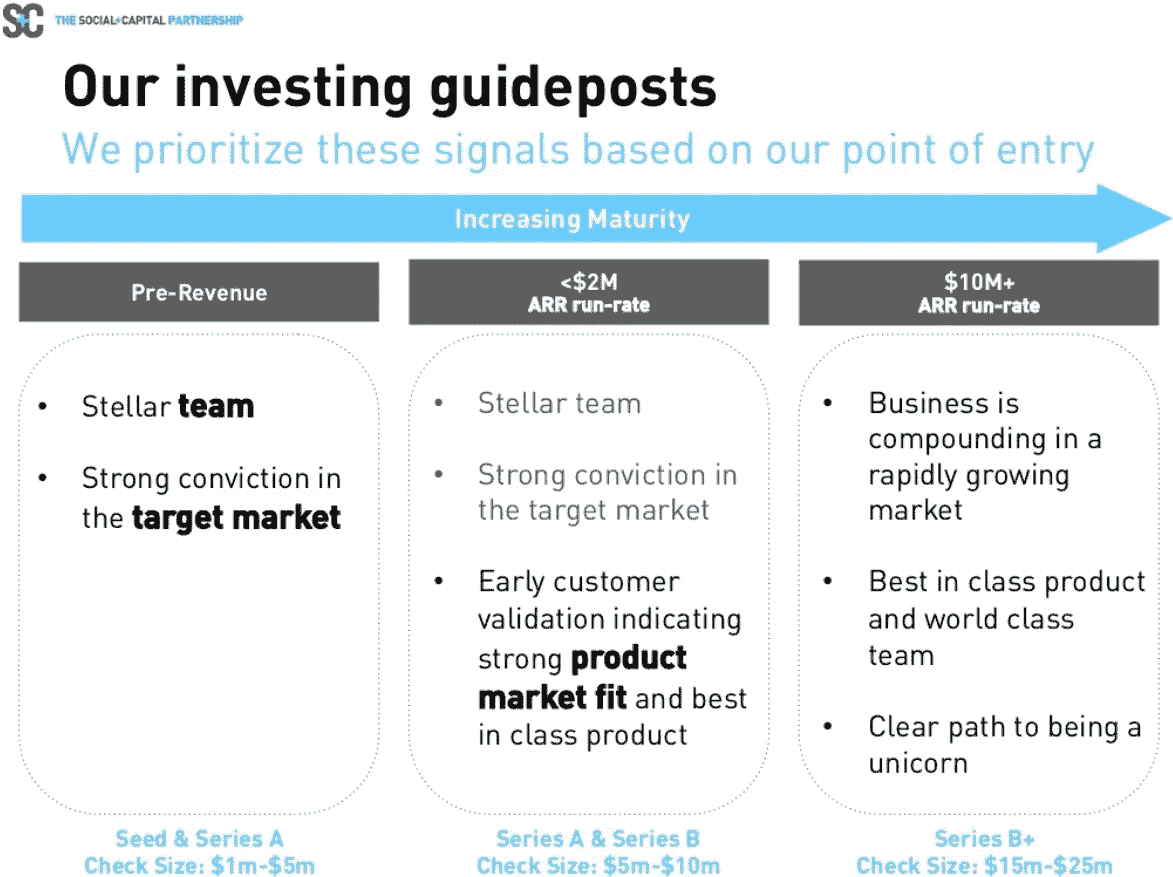 S+C THE SOCIAL+CAPITAL PARTNERSHIP
Our investing guideposts
We prioritize these signals based on our point of entry
Increasing Maturity
Pre-Revenue
• Stellar team
• Strong conviction in
the target market
Seed & Series A
Check Size: $1m-$5m
<$2M
ARR run-rate
• Stellar team
• Strong conviction in
the target market
• Early customer
validation indicating
strong product
market fit and best
in class product
Series A & Series B
Check Size: $5m-$10m
$10M+
ARR run-rate
• Business is
compounding in a
rapidly growing
market
• Best in class product
and world class
team
• Clear path to being a
unicorn
Series B+
Check Size: $15m-$25m